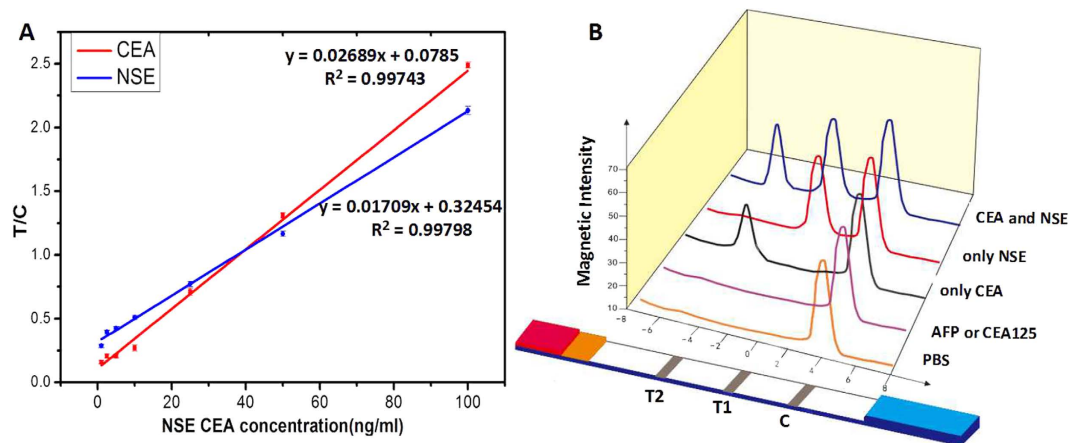 A
CEA
NSE
y = 0.02689x + 0.0785
R² = 0.99743
y = 0.01709x + 0.32454
R² = 0.99798
T/C
2.5
2.0
1.5
1.0
0.5
0.0
0 20 40 60 80 100
NSE CEA concentration(ng/ml)
B
Magnetic Intensity
70
60
50
40
30
20
10
-8 -6 -4 -2 0 2 4 6 8
CEA and NSE
only NSE
only CEA
AFP or CEA125
PBS
T2
T1
C